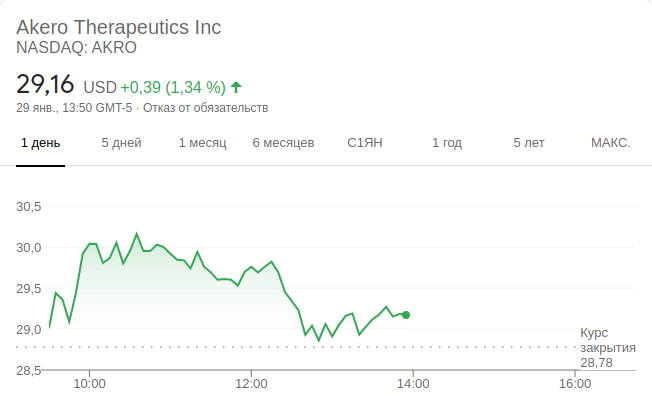 Akero Therapeutics Inc
NASDAQ: AKRO
29,16 USD +0,39 (1,34 %)
29 янв., 13:50 GMT-5 · Отказ от обязательств
1 день 5 дней 1 месяц 6 месяцев С1ЯН 1 год 5 лет МАКС.
30,5
30,0
29,5
29,0
Курс
закрытия
28,78
28,5
10:00 12:00 14:00 16:00